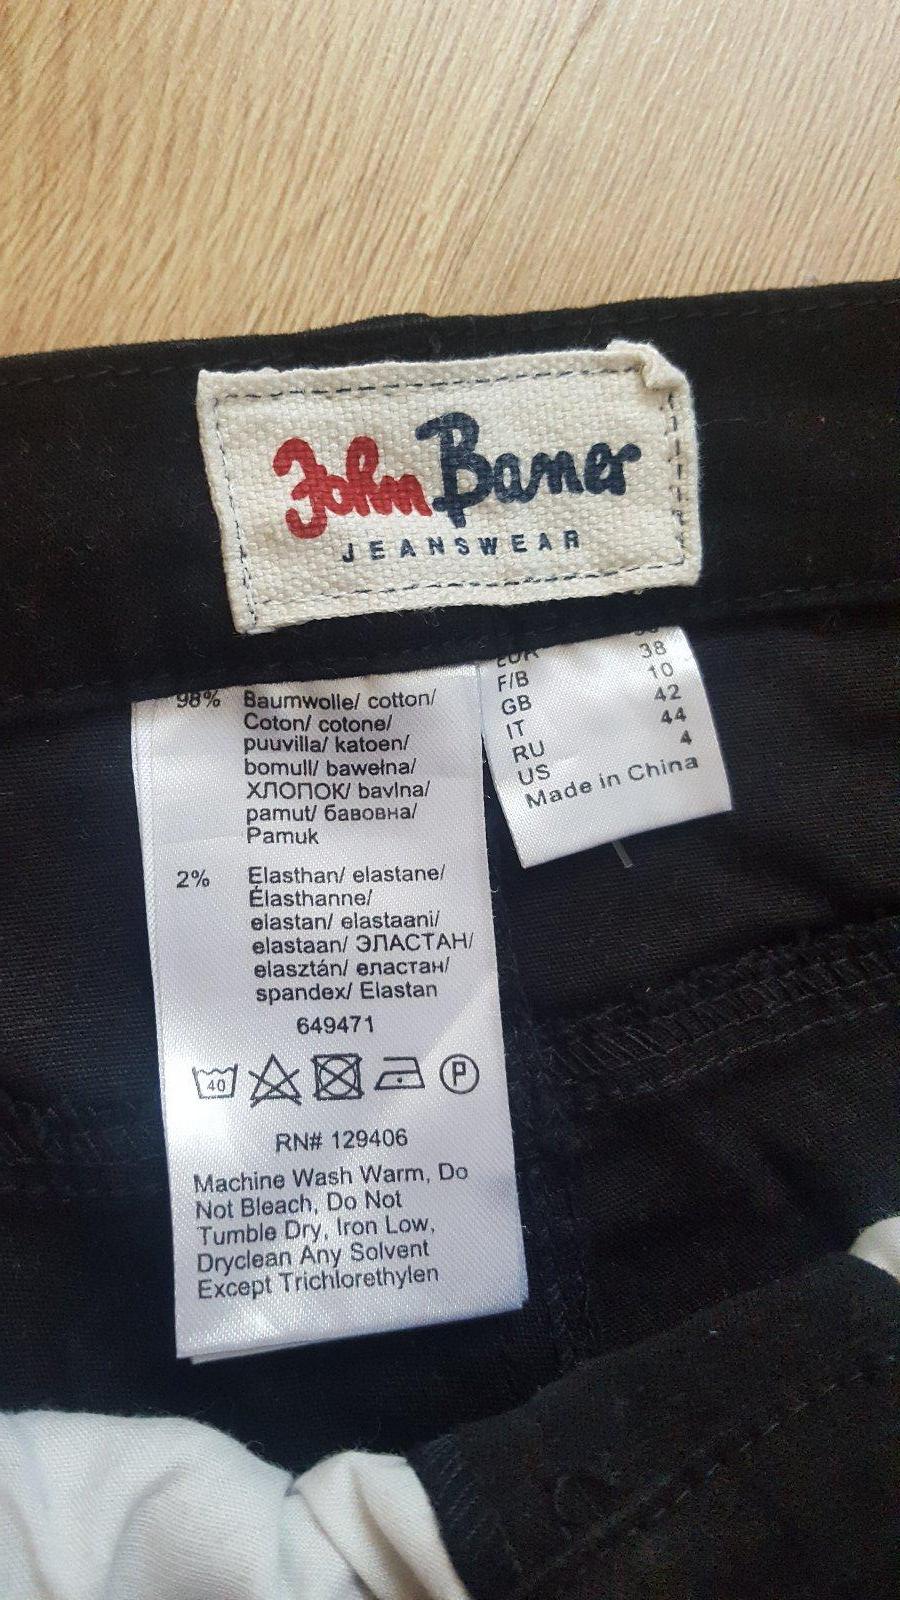 John Baner
JEANSWEAR
98% Baumwolle/ cotton/
Coton/ cotone/
puuvilla/ katoen/
bomull/ bawełna/
ХЛОПОК/ bavlna/
pamut/ бавовна/
Pamuk
2% Elasthan/ elastane/
Élasthanne/
elastan/ elastaani/
elastaan/ ЭЛАСТАН/
elasztán/ еластан/
spandex/ Elastan
649471
40 P
RN# 129406
Machine Wash Warm, Do
Not Bleach, Do Not
Tumble Dry, Iron Low,
Dryclean Any Solvent
Except Trichlorethylen
EUR
F/B 38
GB 10
IT 42
RU 44
US 4
Made in China